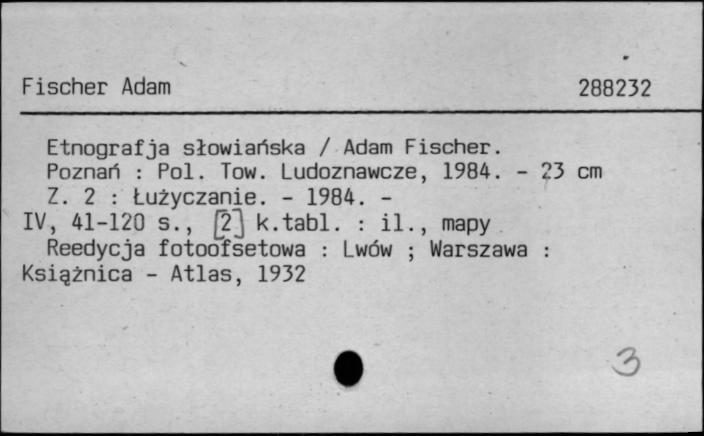 Fischer Adam 288232
Etnografja słowiańska / Adam Fischer.
Poznań : Pol. Tow. Ludoznawcze, 1984. - 23 cm
Z. 2 : Łużyczanie. - 1984. -
IV, 41-120 s., [2] k.tabl. : il., mapy
Reedycja fotoofsetowa : Lwów ; Warszawa :
Książnica - Atlas, 1932
3